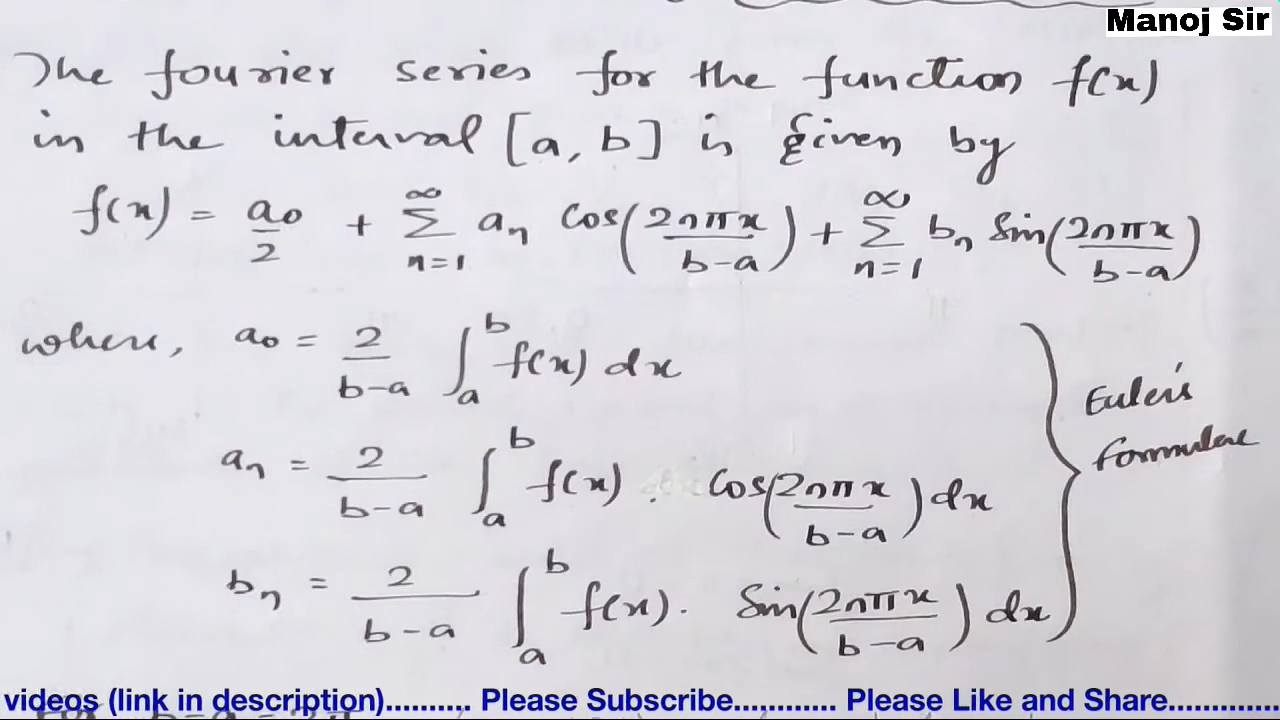 Manoj Sir
The fourier series for the function f(x)
in the interval [a, b] is given by
f(x) = a₀/2 + ∑_{n=1}^{∞} aₙ Cos(2nπx/b-a) + ∑_{n=1}^{∞} bₙ Sin(2nπx/b-a)
where, a₀ = 2/b-a ∫_a^b f(x) dx
aₙ = 2/b-a ∫_a^b f(x) . Cos(2nπx/b-a) dx
bₙ = 2/b-a ∫_a^b f(x) . Sin(2nπx/b-a) dx
Euler's
formulae
videos (link in description).......... Please Subscribe............ Please Like and Share.............